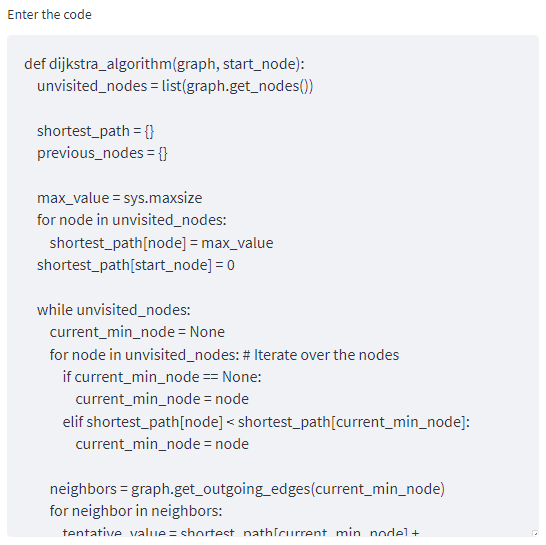 Enter the code
def dijkstra_algorithm(graph, start_node):
unvisited_nodes = list(graph.get_nodes())
shortest_path = {}
previous_nodes = {}
max_value = sys.maxsize
for node in unvisited_nodes:
shortest_path[node] = max_value
shortest_path[start_node] = 0
while unvisited_nodes:
current_min_node = None
for node in unvisited_nodes: # Iterate over the nodes
if current_min_node == None:
current_min_node = node
elif shortest_path[node] < shortest_path[current_min_node]:
current_min_node = node
neighbors = graph.get_outgoing_edges(current_min_node)
for neighbor in neighbors:
tentative_value = shortest_path[current_min_node] +